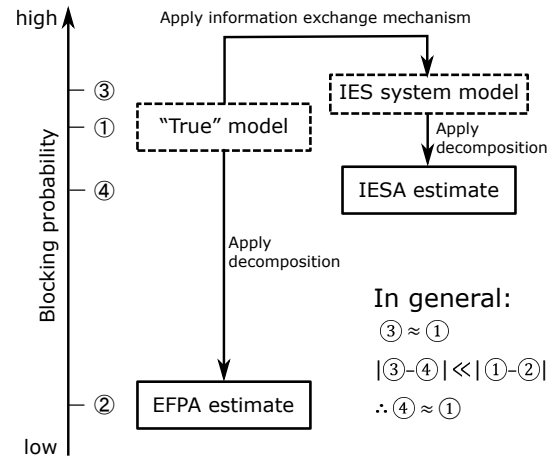 Apply information exchange mechanism
high
③
IES system model
①
"True" model
Apply
decomposition
④
IESA estimate
Blocking probability
Apply
decomposition
In general:
③ ≈ ①
|③–④| ≪ |①–②|
∴ ④ ≈ ①
②
EFPA estimate
low